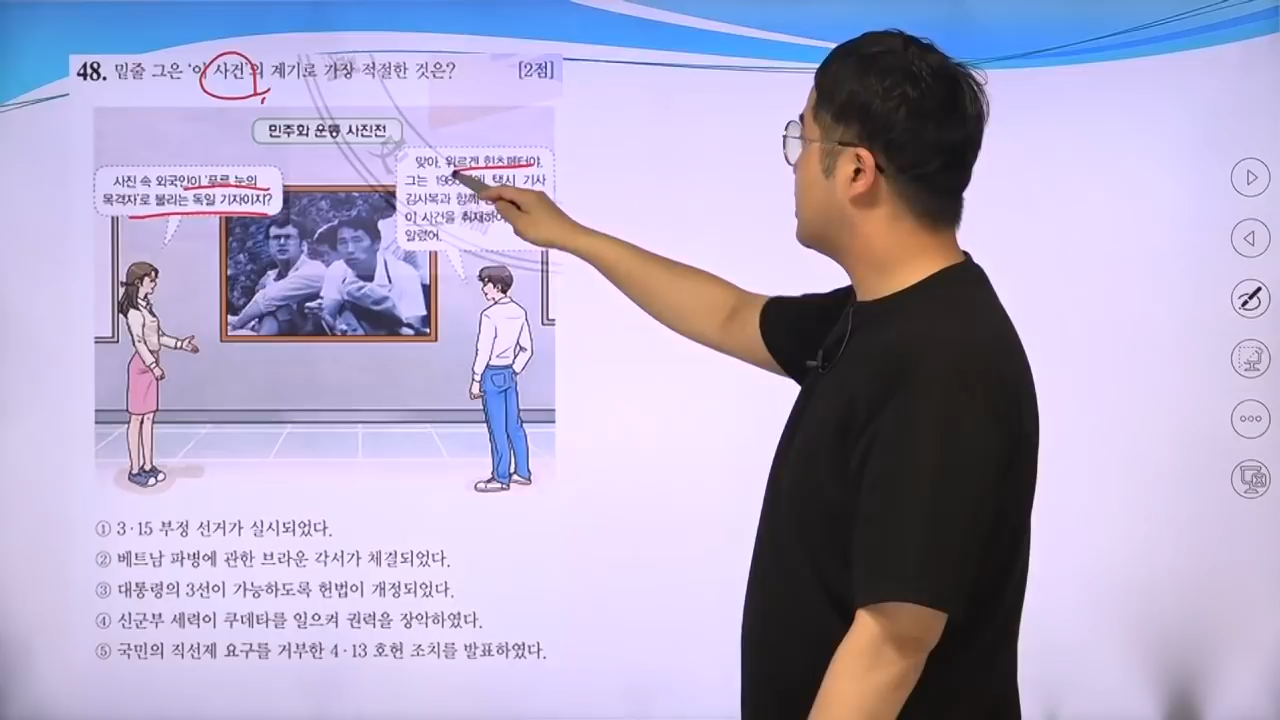 48. 밑줄 그은 '이 사건'의 계기로 가장 적절한 것은? [2점]
민주화 운동 사진전
사진 속 외국인이 '푸른 눈의
목격자'로 불리는 독일 기자이지?
맞아. 위르겐 힌츠페터야.
그는 택시 기사
김사복과 함께
이 사건을 취재하여
알렸어.
① 3·15 부정 선거가 실시되었다.
② 베트남 파병에 관한 브라운 각서가 체결되었다.
③ 대통령의 3선이 가능하도록 헌법이 개정되었다.
④ 신군부 세력이 쿠데타를 일으켜 권력을 장악하였다.
⑤ 국민의 직선제 요구를 거부한 4·13 호헌 조치를 발표하였다.